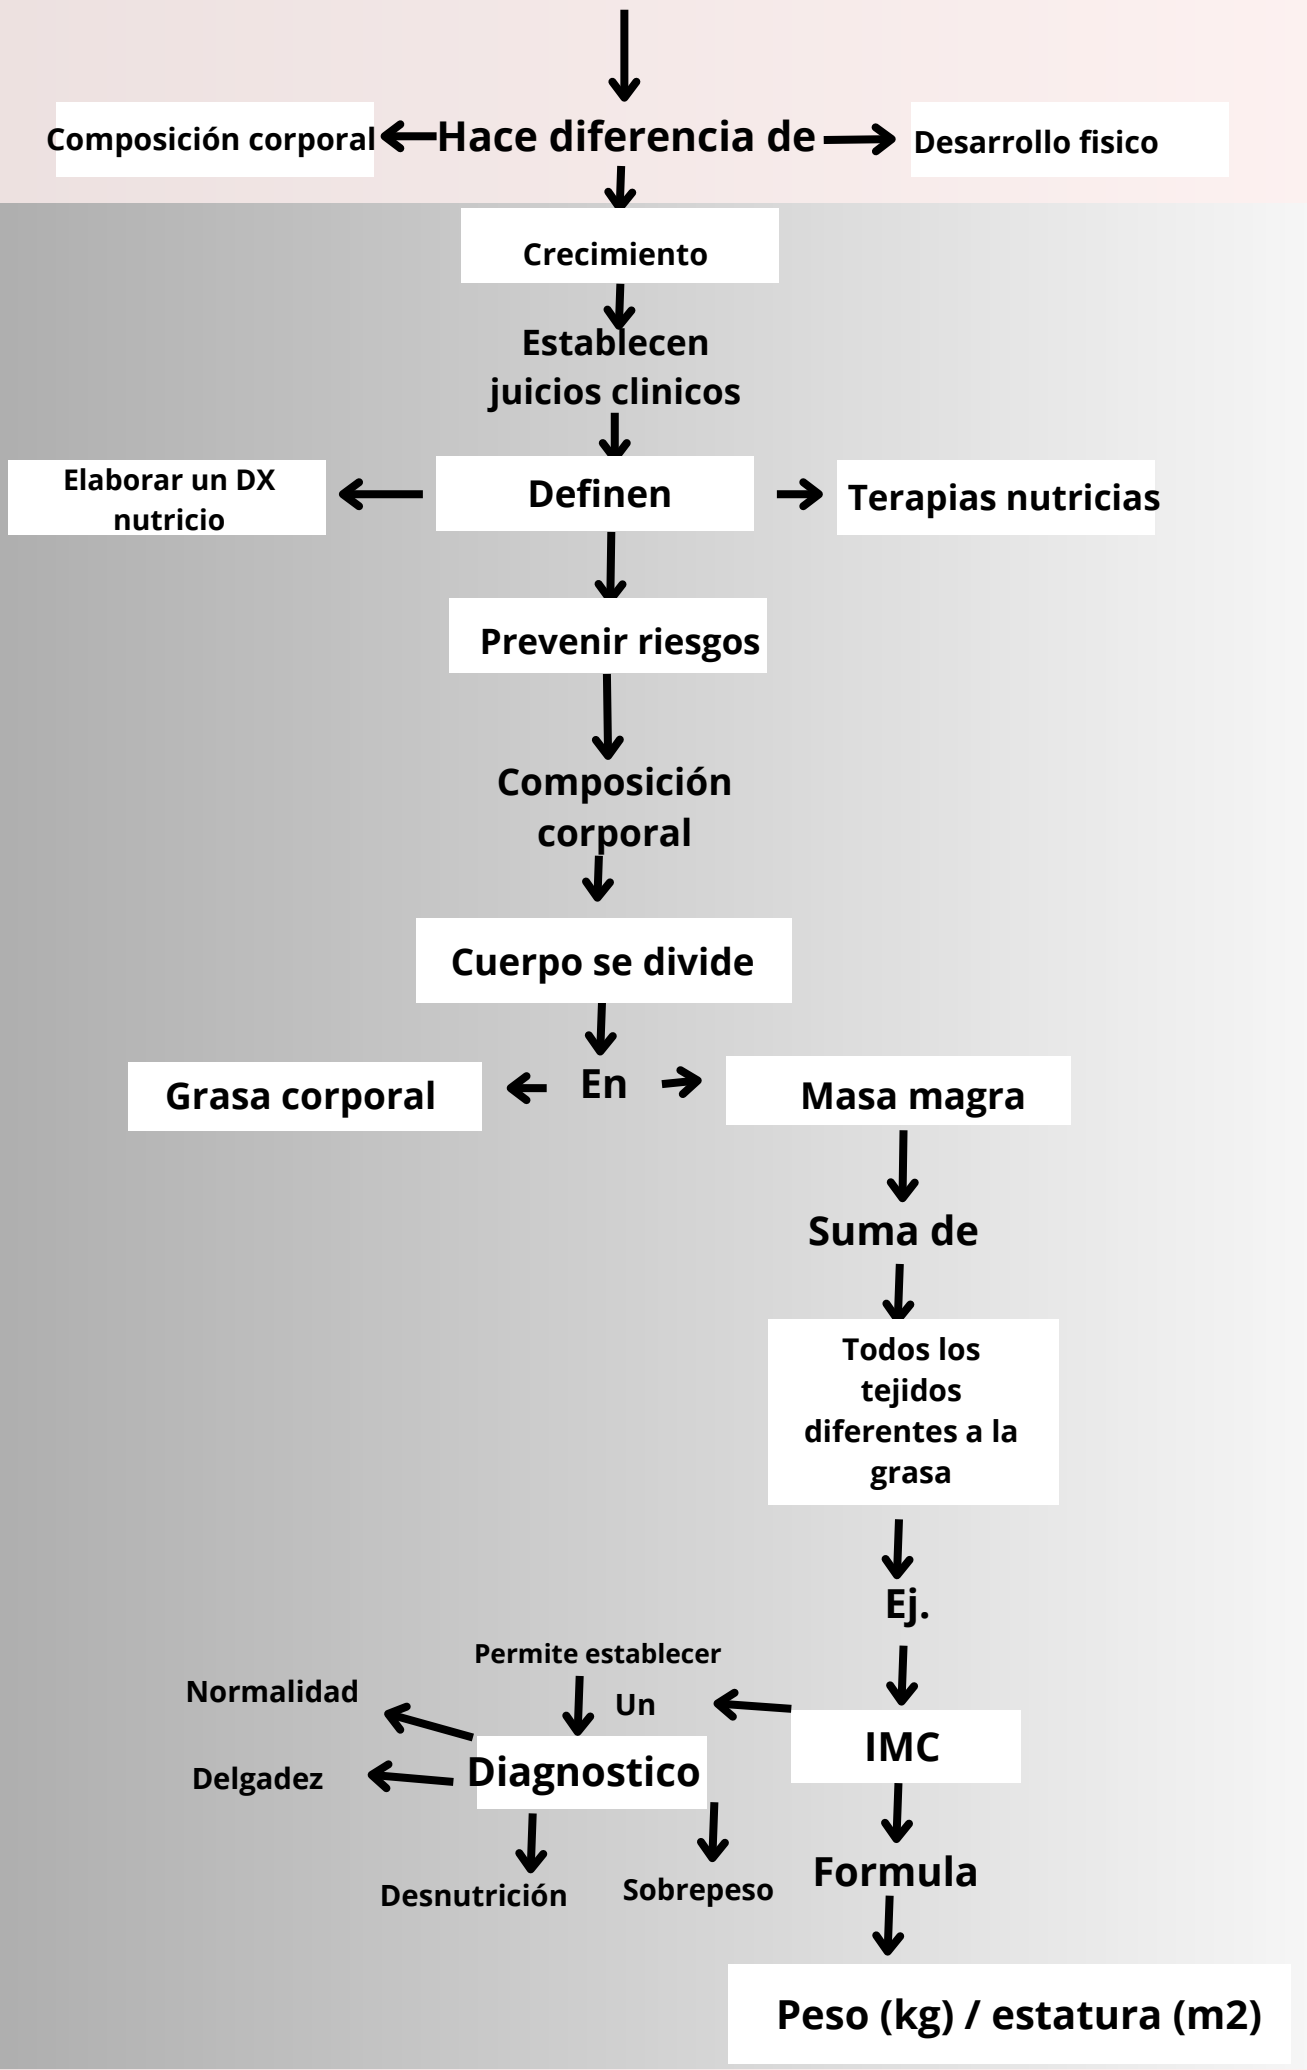 Composición corporal
Hace diferencia de
Desarrollo fisico
Crecimiento
Establecen
juicios clinicos
Elaborar un DX
nutricio
Definen
Terapias nutricias
Prevenir riesgos
Composición
corporal
Cuerpo se divide
Grasa corporal
En
Masa magra
Suma de
Todos los
tejidos
diferentes a la
grasa
Ej.
Permite establecer
Un
Normalidad
IMC
Diagnostico
Delgadez
Desnutrición
Sobrepeso
Formula
Peso (kg) / estatura (m2)